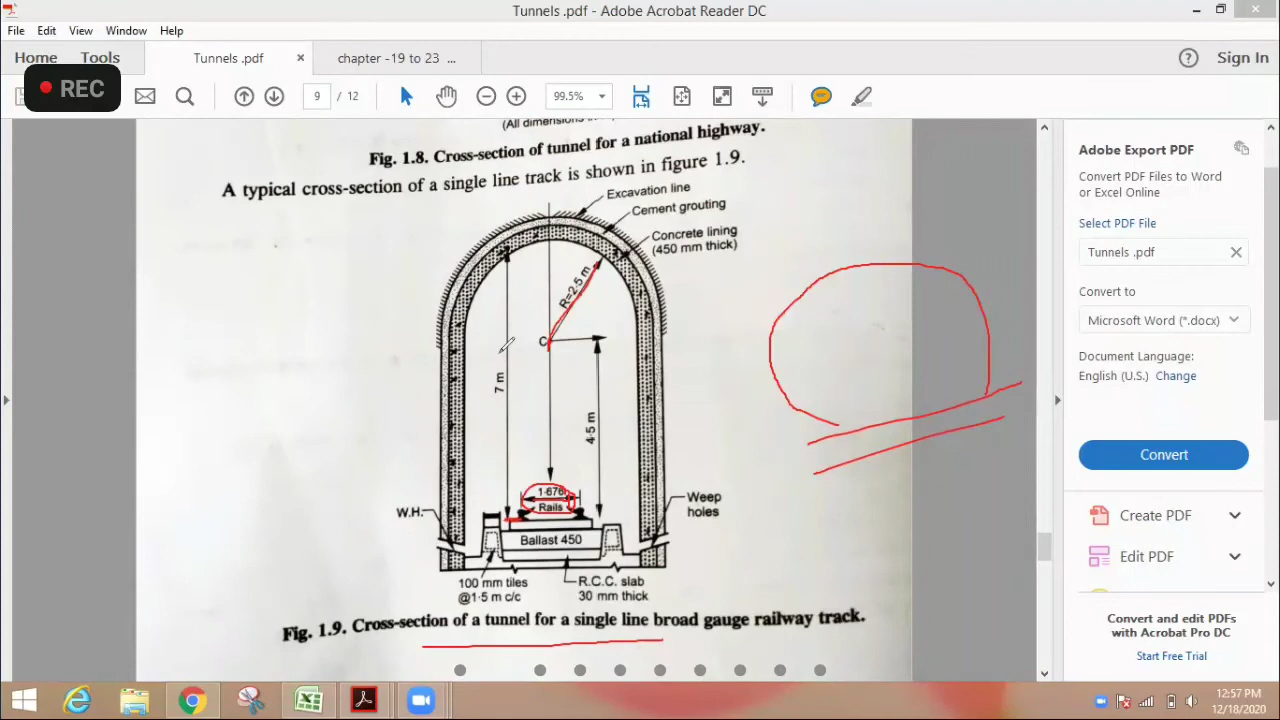 Tunnels .pdf - Adobe Acrobat Reader DC
File Edit View Window Help
Home Tools Tunnels .pdf × chapter -19 to 23 ... Sign In
REC
9 / 12 99.5%
(All dimensions
Fig. 1.8. Cross-section of tunnel for a national highway.
A typical cross-section of a single line track is shown in figure 1.9.
Excavation line
Cement grouting
Concrete lining
(450 mm thick)
R=2.5 m
C
7 m
4.5 m
1.676
Rails
W.H.
Weep
holes
Ballast 450
100 mm tiles
@1.5 m c/c
R.C.C. slab
30 mm thick
Fig. 1.9. Cross-section of a tunnel for a single line broad gauge railway track.
Adobe Export PDF
Convert PDF Files to Word
or Excel Online
Select PDF File
Tunnels .pdf
Convert to
Microsoft Word (*.docx)
Document Language:
English (U.S.) Change
Convert
Create PDF
Edit PDF
Convert and edit PDFs
with Acrobat Pro DC
Start Free Trial
12:57 PM
12/18/2020